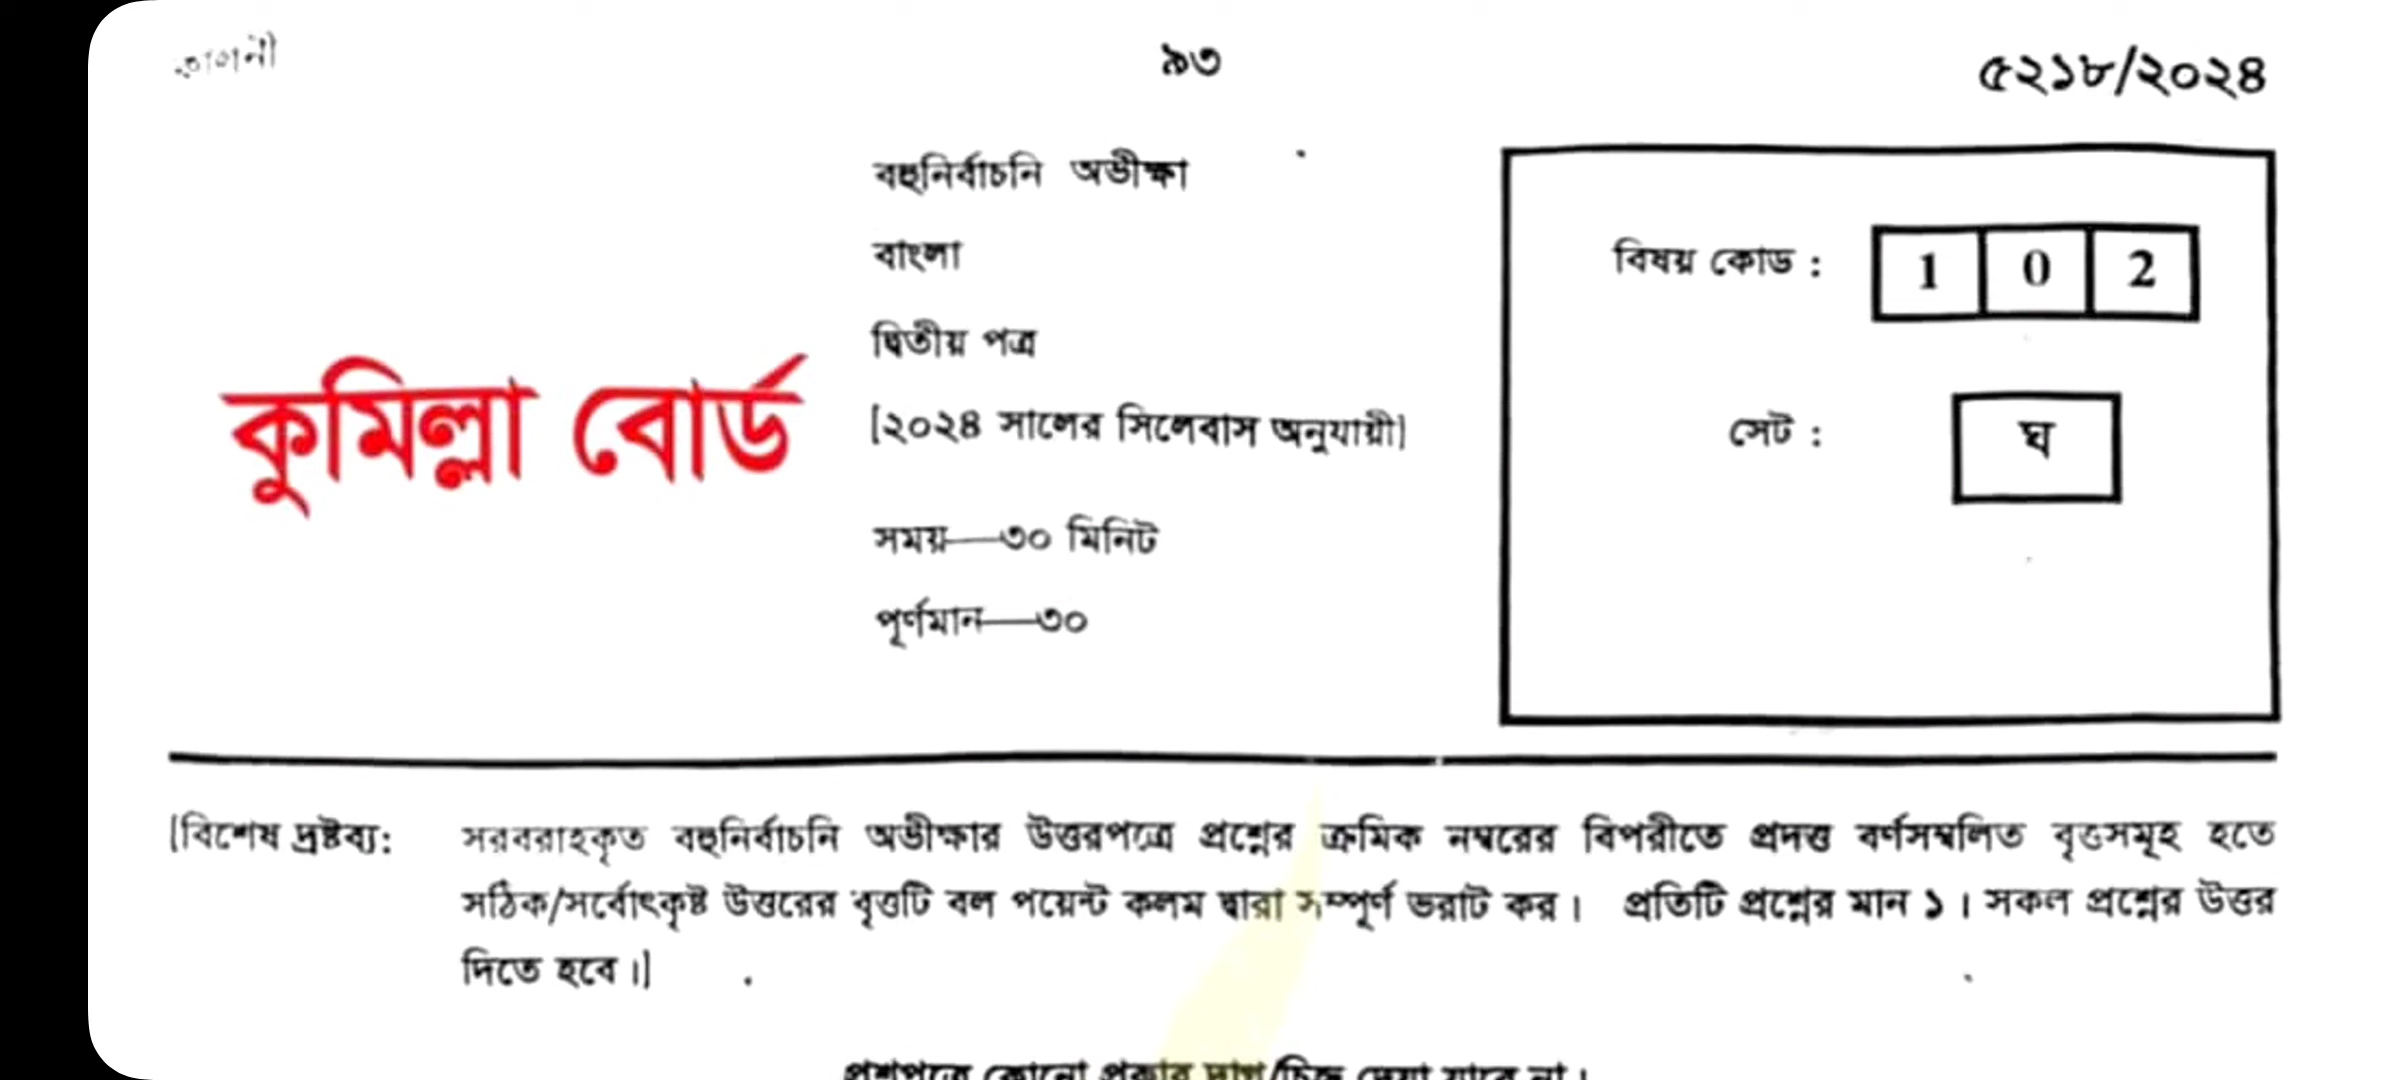 ৯৩
৫২১৮/২০২৪
বহুনির্বাচনি অভীক্ষা
বাংলা
দ্বিতীয় পত্র
কুমিল্লা বোর্ড
[২০২৪ সালের সিলেবাস অনুযায়ী]
সময়—৩০ মিনিট
পূর্ণমান—৩০
বিষয় কোড : 1 0 2
সেট : ঘ
[বিশেষ দ্রষ্টব্য: সরবরাহকৃত বহুনির্বাচনি অভীক্ষার উত্তরপত্রে প্রশ্নের ক্রমিক নম্বরের বিপরীতে প্রদত্ত বর্ণসম্বলিত বৃত্তসমূহ হতে
সঠিক/সর্বোৎকৃষ্ট উত্তরের বৃত্তটি বল পয়েন্ট কলম দ্বারা সম্পূর্ণ ভরাট কর। প্রতিটি প্রশ্নের মান ১। সকল প্রশ্নের উত্তর
দিতে হবে।]
প্রশ্নপত্রে কোনো প্রকার দাগ/চিহ্ন দেয়া যাবে না।